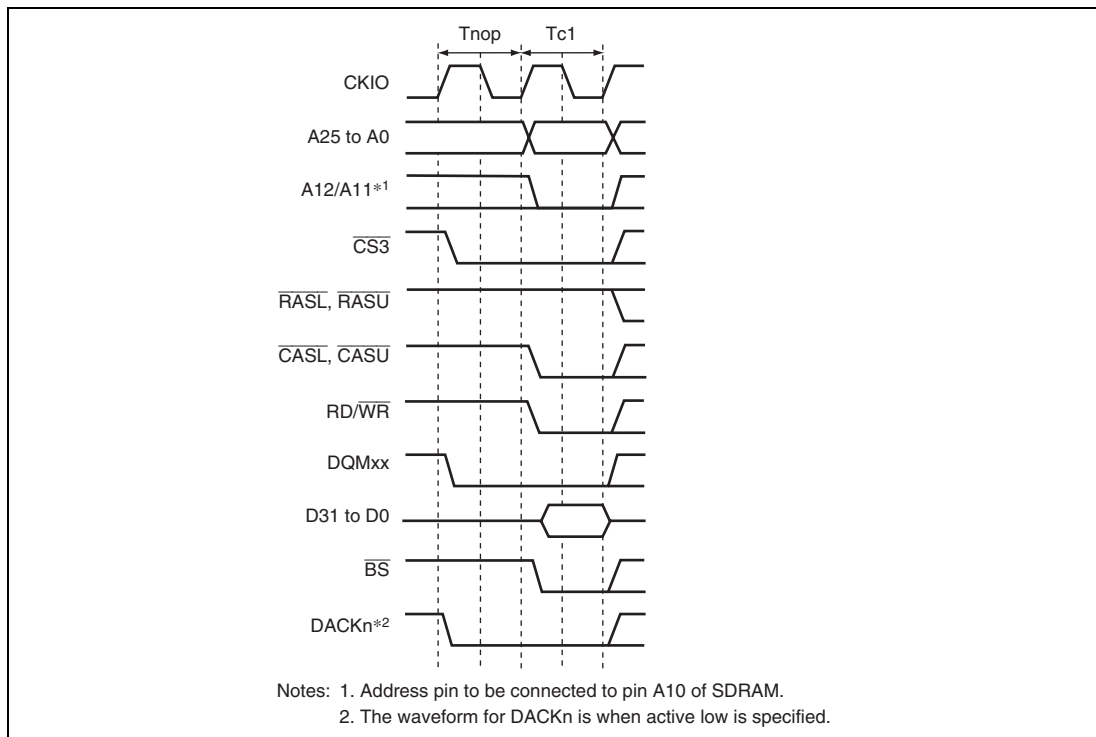 Tnop Tc1
CKIO
A25 to A0
A12/A11*1
CS3
RASL, RASU
CASL, CASU
RD/WR
DQMxx
D31 to D0
BS
DACKn*2
Notes: 1. Address pin to be connected to pin A10 of SDRAM.
2. The waveform for DACKn is when active low is specified.